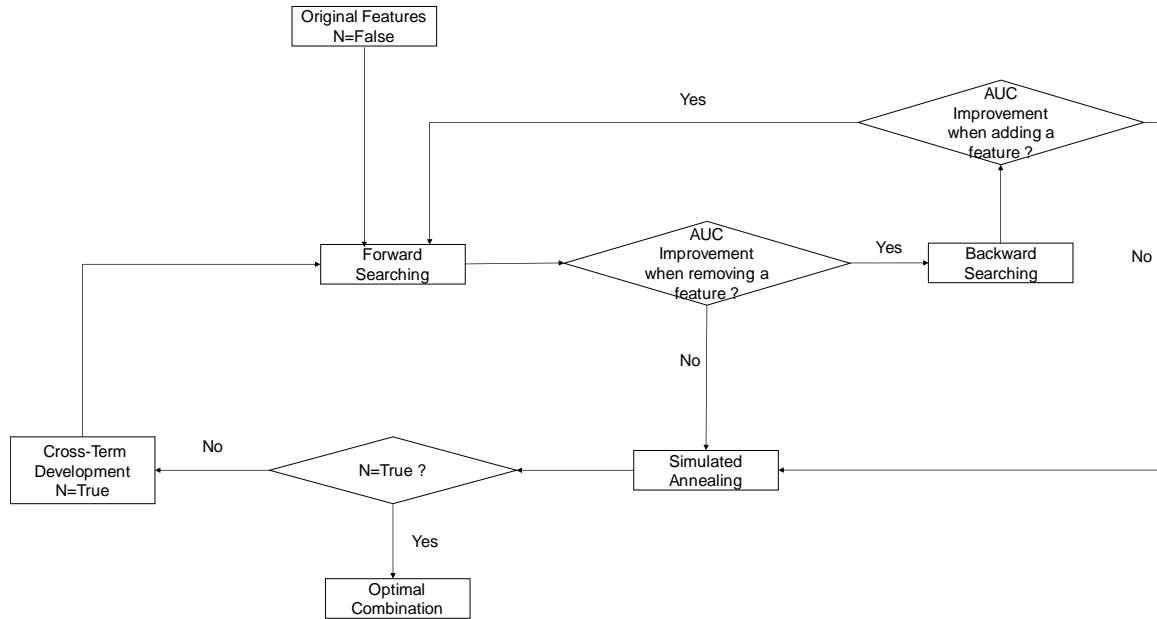 Original Features
N=False
Yes
AUC
Improvement
when adding a
feature ?
Forward
Searching
AUC
Improvement
when removing a
feature ?
Yes
Backward
Searching
No
No
Cross-Term
Development
N=True
No
N=True ?
Simulated
Annealing
Yes
Optimal
Combination